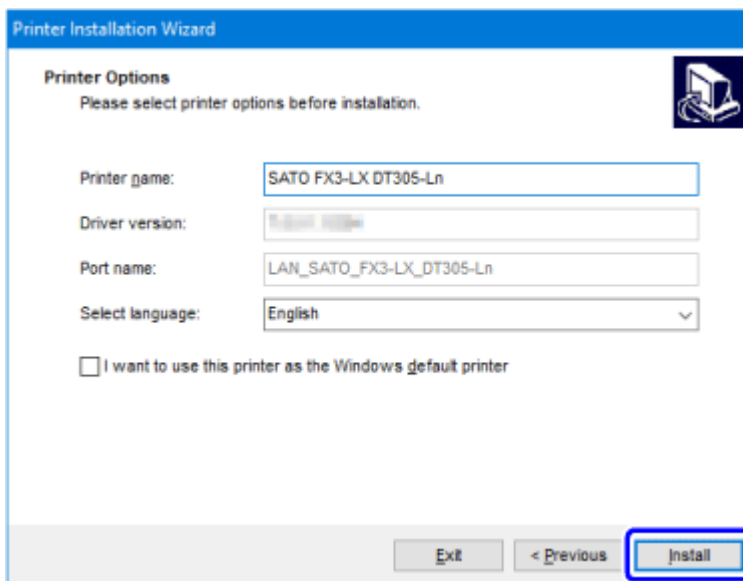 Printer Installation Wizard
Printer Options
Please select printer options before installation.
Printer name: SATO FX3-LX DT305-Ln
Driver version:
Port name: LAN_SATO_FX3-LX_DT305-Ln
Select language: English
I want to use this printer as the Windows default printer
Exit < Previous Install